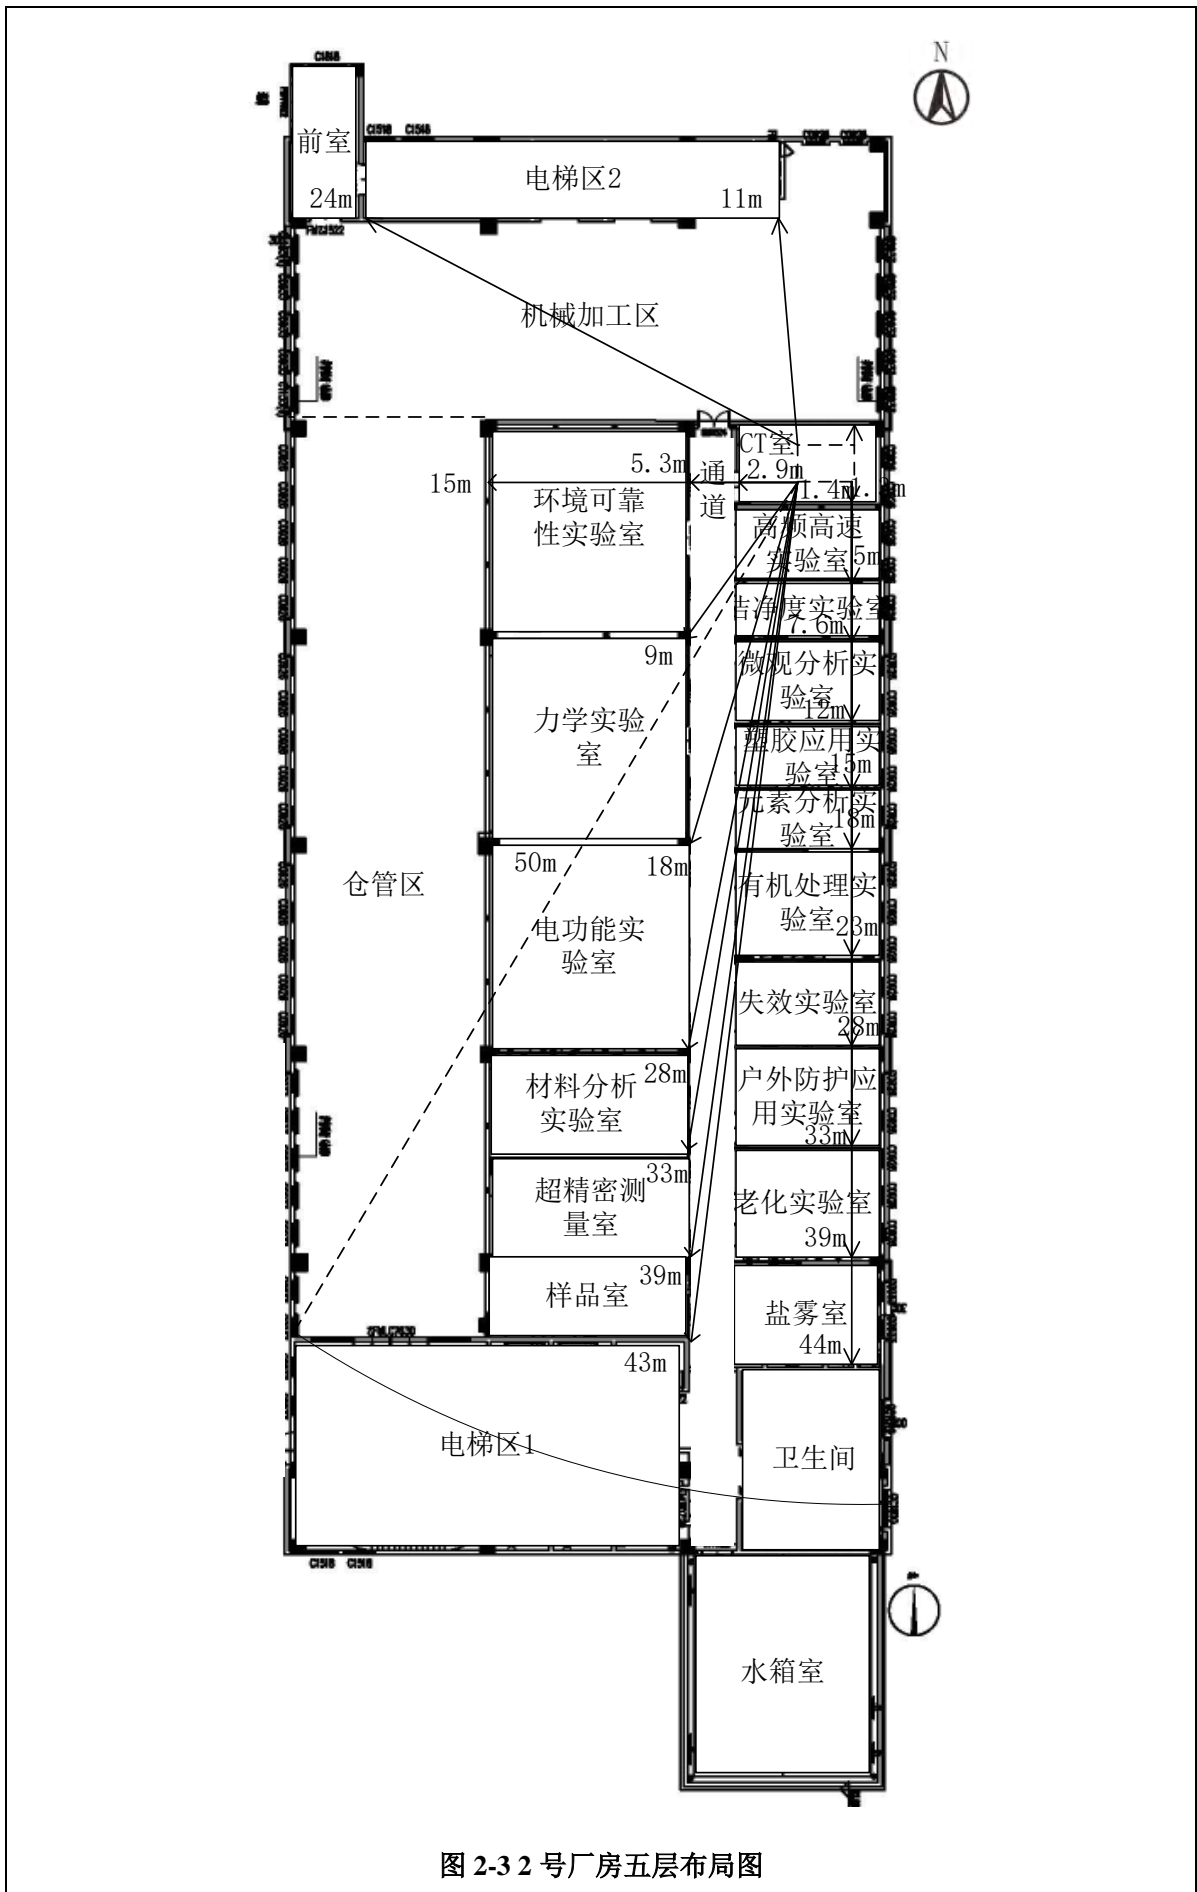 N
C1518
前室
24m
C1518
C1518
电梯区2
11m
机械加工区
CT室
通道
5.3m
2.9m
15m
1.4m
环境可靠
性实验室
高频高速
实验室
5m
洁净度实验室
7.6m
9m
微观分析实
验室
12m
力学实验
室
塑胶应用实
验室
15m
元素分析实
验室
18m
50m
18m
仓管区
有机处理实
验室
23m
电功能实
验室
失效实验室
28m
28m
材料分析
实验室
户外防护应
用实验室
33m
33m
超精密测
量室
老化实验室
39m
39m
样品室
盐雾室
44m
43m
电梯区1
卫生间
C1518
C1518
水箱室
图 2-3 2 号厂房五层布局图